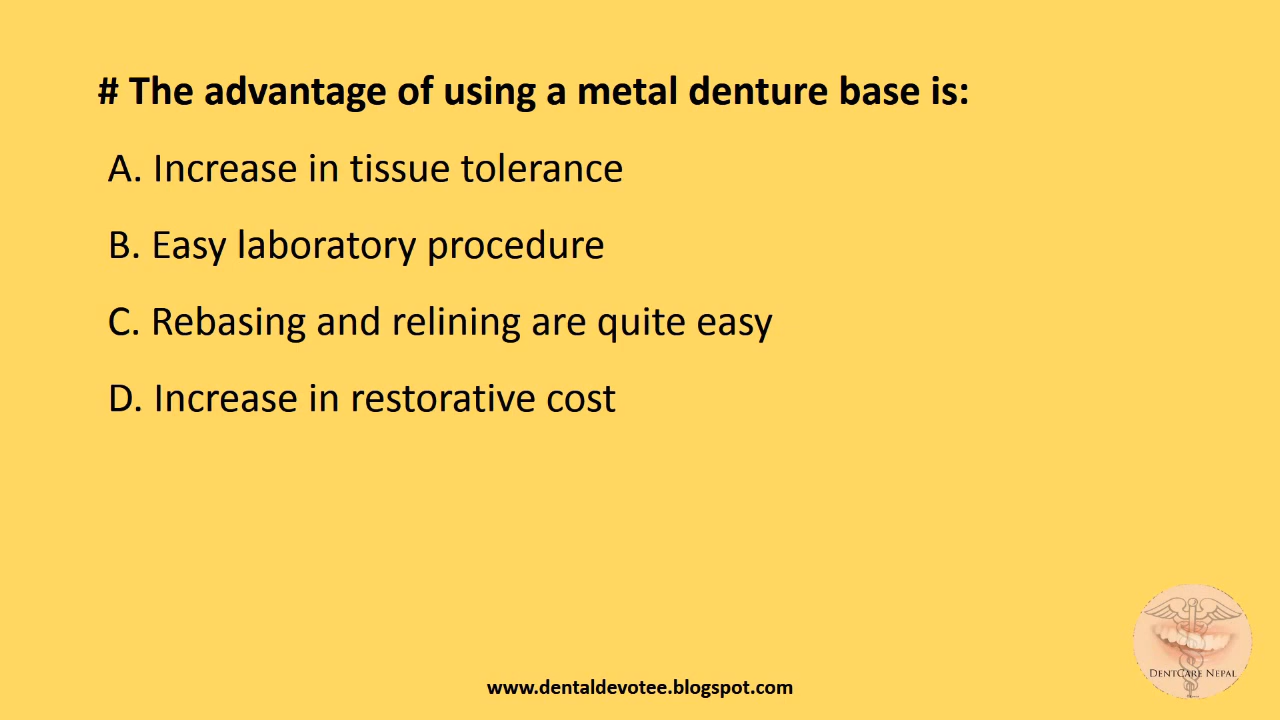 # The advantage of using a metal denture base is:
A. Increase in tissue tolerance
B. Easy laboratory procedure
C. Rebasing and relining are quite easy
D. Increase in restorative cost
DentCare Nepal
www.dentaldevotee.blogspot.com